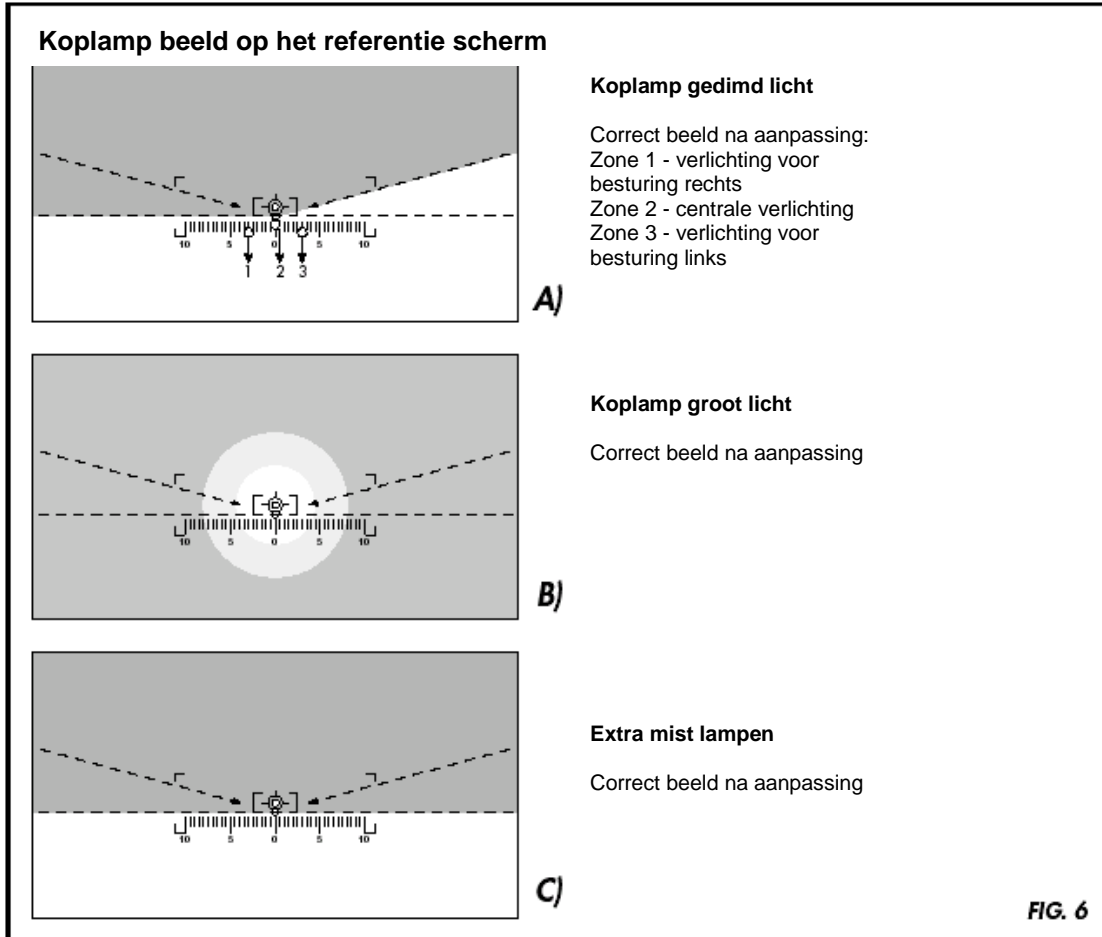 Koplamp beeld op het referentie scherm
Koplamp gedimd licht
Correct beeld na aanpassing:
Zone 1 - verlichting voor
besturing rechts
Zone 2 - centrale verlichting
Zone 3 - verlichting voor
besturing links
10 5 0 5 10
1 2 3
A)
Koplamp groot licht
Correct beeld na aanpassing
10 5 0 5 10
B)
Extra mist lampen
Correct beeld na aanpassing
10 5 0 5 10
C)
FIG. 6